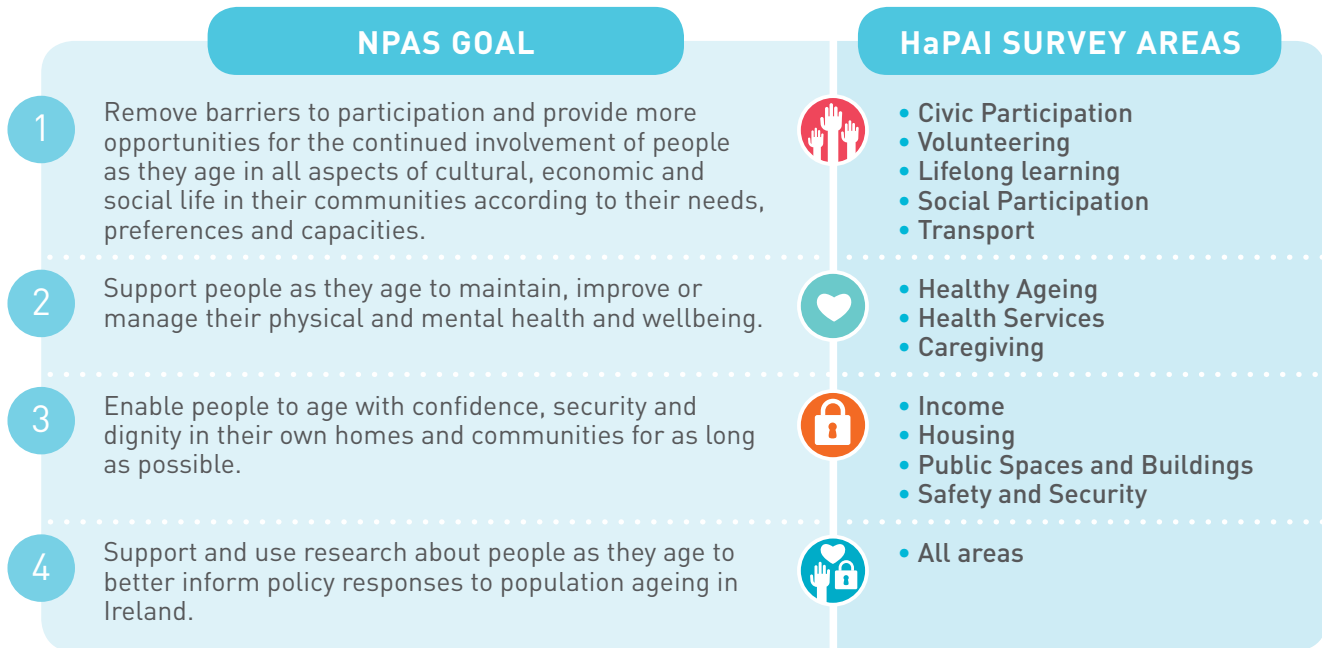 NPAS GOAL
HaPAI SURVEY AREAS
1
Remove barriers to participation and provide more
opportunities for the continued involvement of people
as they age in all aspects of cultural, economic and
social life in their communities according to their needs,
preferences and capacities.
• Civic Participation
• Volunteering
• Lifelong learning
• Social Participation
• Transport
2
Support people as they age to maintain, improve or
manage their physical and mental health and wellbeing.
• Healthy Ageing
• Health Services
• Caregiving
3
Enable people to age with confidence, security and
dignity in their own homes and communities for as long
as possible.
• Income
• Housing
• Public Spaces and Buildings
• Safety and Security
4
Support and use research about people as they age to
better inform policy responses to population ageing in
Ireland.
• All areas